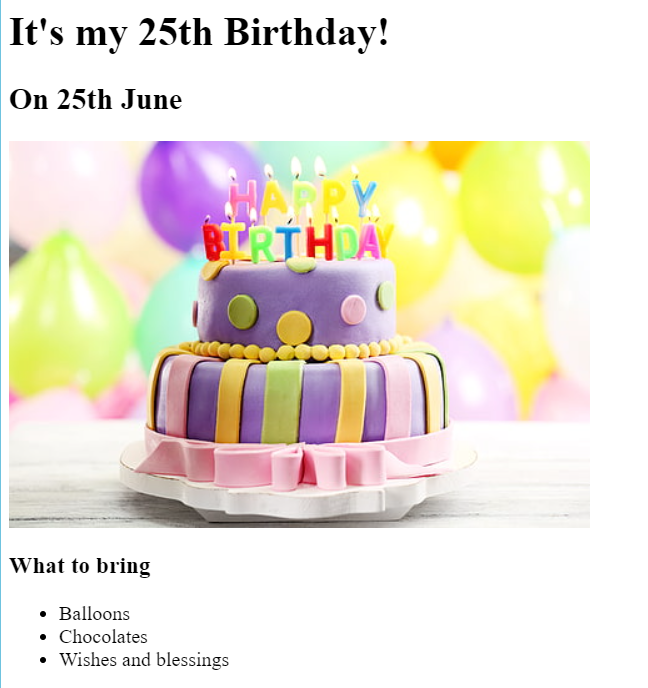 It's my 25th Birthday!
On 25th June
HAPPY
BIRTHDAY
What to bring
Balloons
Chocolates
Wishes and blessings